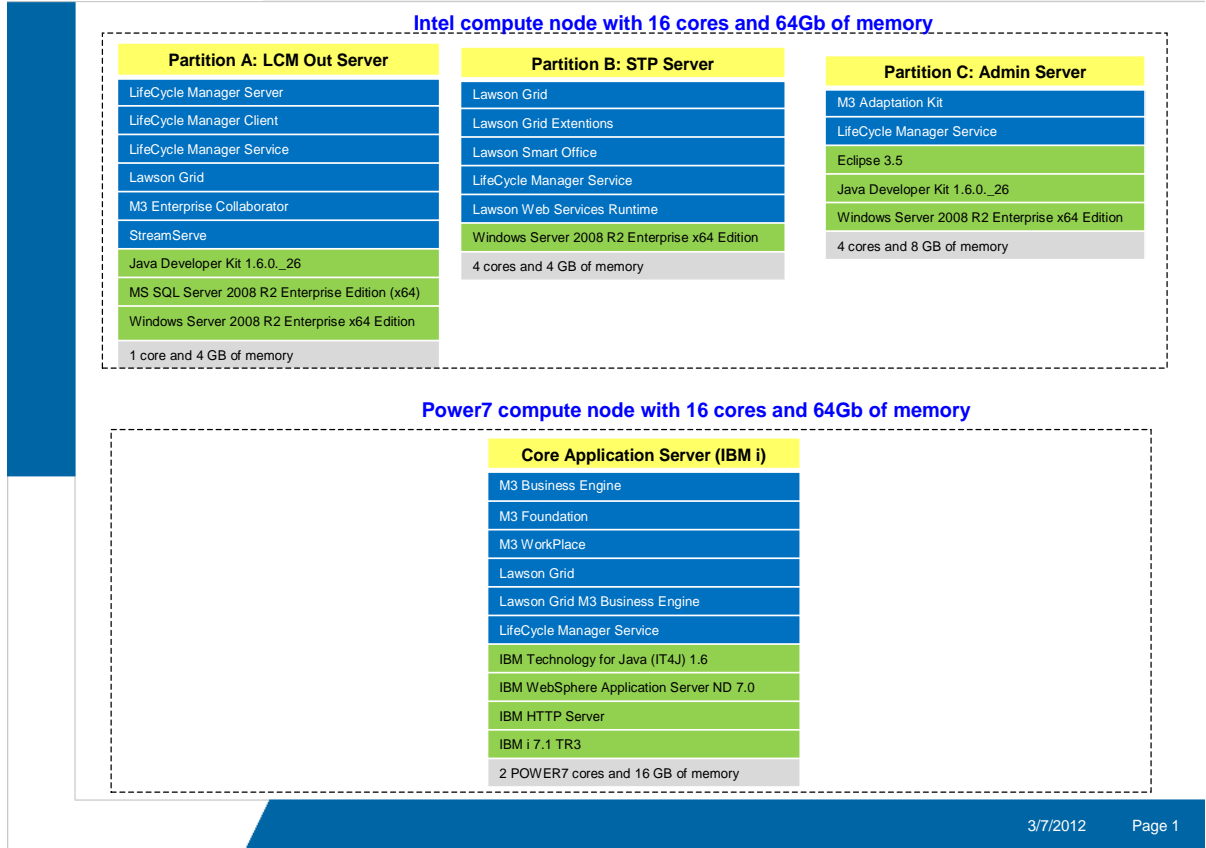 Intel compute node with 16 cores and 64Gb of memory
Partition A: LCM Out Server
LifeCycle Manager Server
LifeCycle Manager Client
LifeCycle Manager Service
Lawson Grid
M3 Enterprise Collaborator
StreamServe
Java Developer Kit 1.6.0._26
MS SQL Server 2008 R2 Enterprise Edition (x64)
Windows Server 2008 R2 Enterprise x64 Edition
1 core and 4 GB of memory
Partition B: STP Server
Lawson Grid
Lawson Grid Extentions
Lawson Smart Office
LifeCycle Manager Service
Lawson Web Services Runtime
Windows Server 2008 R2 Enterprise x64 Edition
4 cores and 4 GB of memory
Partition C: Admin Server
M3 Adaptation Kit
LifeCycle Manager Service
Eclipse 3.5
Java Developer Kit 1.6.0._26
Windows Server 2008 R2 Enterprise x64 Edition
4 cores and 8 GB of memory
Power7 compute node with 16 cores and 64Gb of memory
Core Application Server (IBM i)
M3 Business Engine
M3 Foundation
M3 WorkPlace
Lawson Grid
Lawson Grid M3 Business Engine
LifeCycle Manager Service
IBM Technology for Java (IT4J) 1.6
IBM WebSphere Application Server ND 7.0
IBM HTTP Server
IBM i 7.1 TR3
2 POWER7 cores and 16 GB of memory
3/7/2012 Page 1